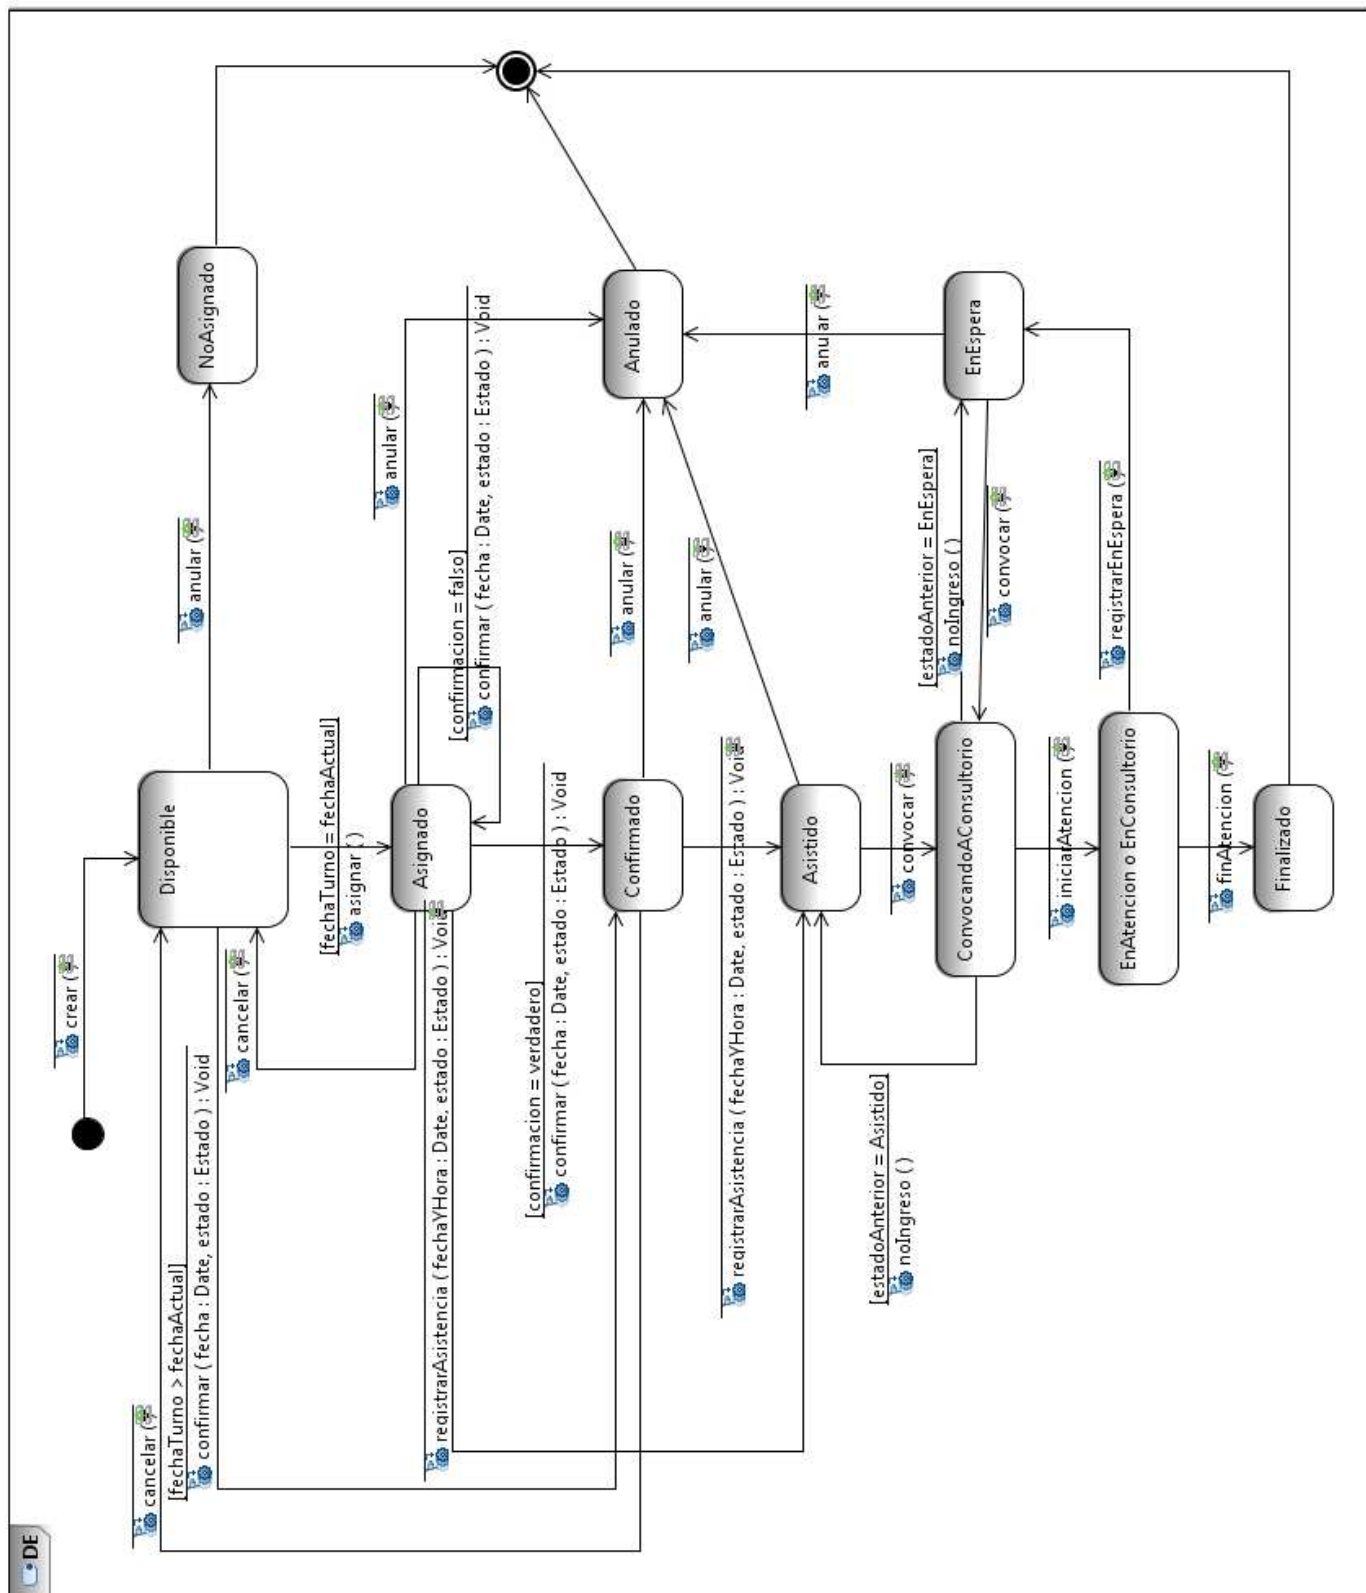 DE
crear ( )
cancelar ( )
[fechaTurno > fechaActual]
confirmar ( fecha : Date, estado : Estado ) : Void
Disponible
anular ( )
NoAsignado
cancelar ( )
[fechaTurno = fechaActual]
asignar ( )
anular ( )
Asignado
[confirmacion = falso]
confirmar ( fecha : Date, estado : Estado ) : Void
registrarAsistencia ( fechaYHora : Date, estado : Estado ) : Void
[confirmacion = verdadero]
confirmar ( fecha : Date, estado : Estado ) : Void
Confirmado
anular ( )
Anulado
anular ( )
registrarAsistencia ( fechaYHora : Date, estado : Estado ) : Void
Asistido
anular ( )
[estadoAnterior = Asistido]
noIngreso ( )
convocar ( )
[estadoAnterior = EnEspera]
noIngreso ( )
ConvocandoAConsultorio
EnEspera
convocar ( )
iniciarAtencion ( )
registrarEnEspera ( )
EnAtencion o EnConsultorio
finAtencion ( )
Finalizado